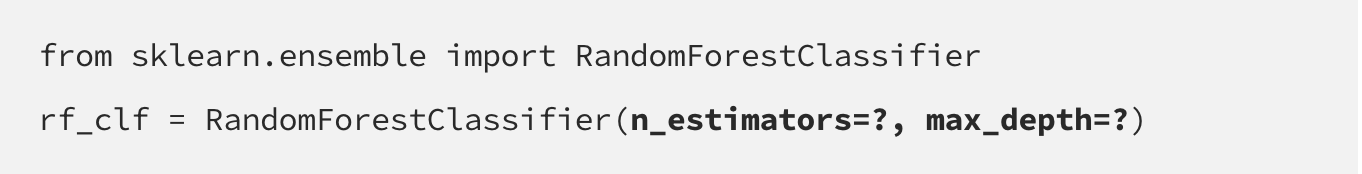 from sklearn.ensemble import RandomForestClassifier
rf_clf = RandomForestClassifier(n_estimators=?, max_depth=?)